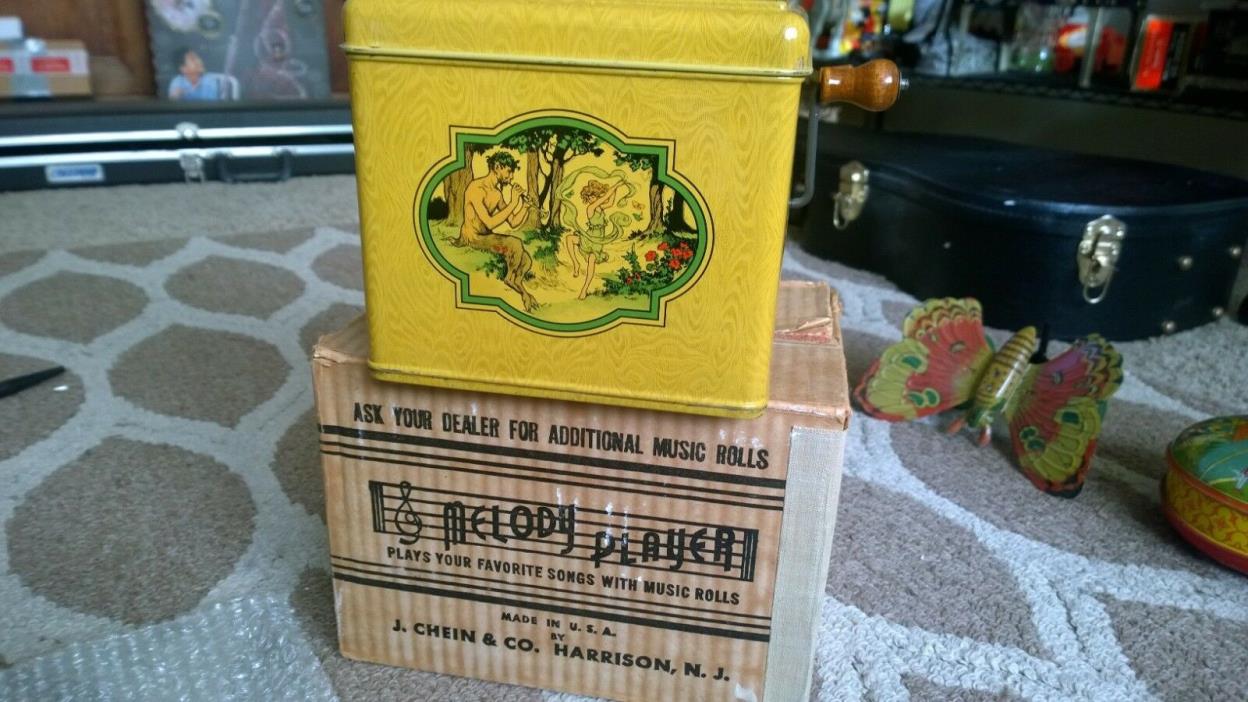 ASK YOUR DEALER FOR ADDITIONAL MUSIC ROLLS
MELODY PLAYER
PLAYS YOUR FAVORITE SONGS WITH MUSIC ROLLS
MADE IN U. S. A.
BY
J. CHEIN & CO. HARRISON, N. J.